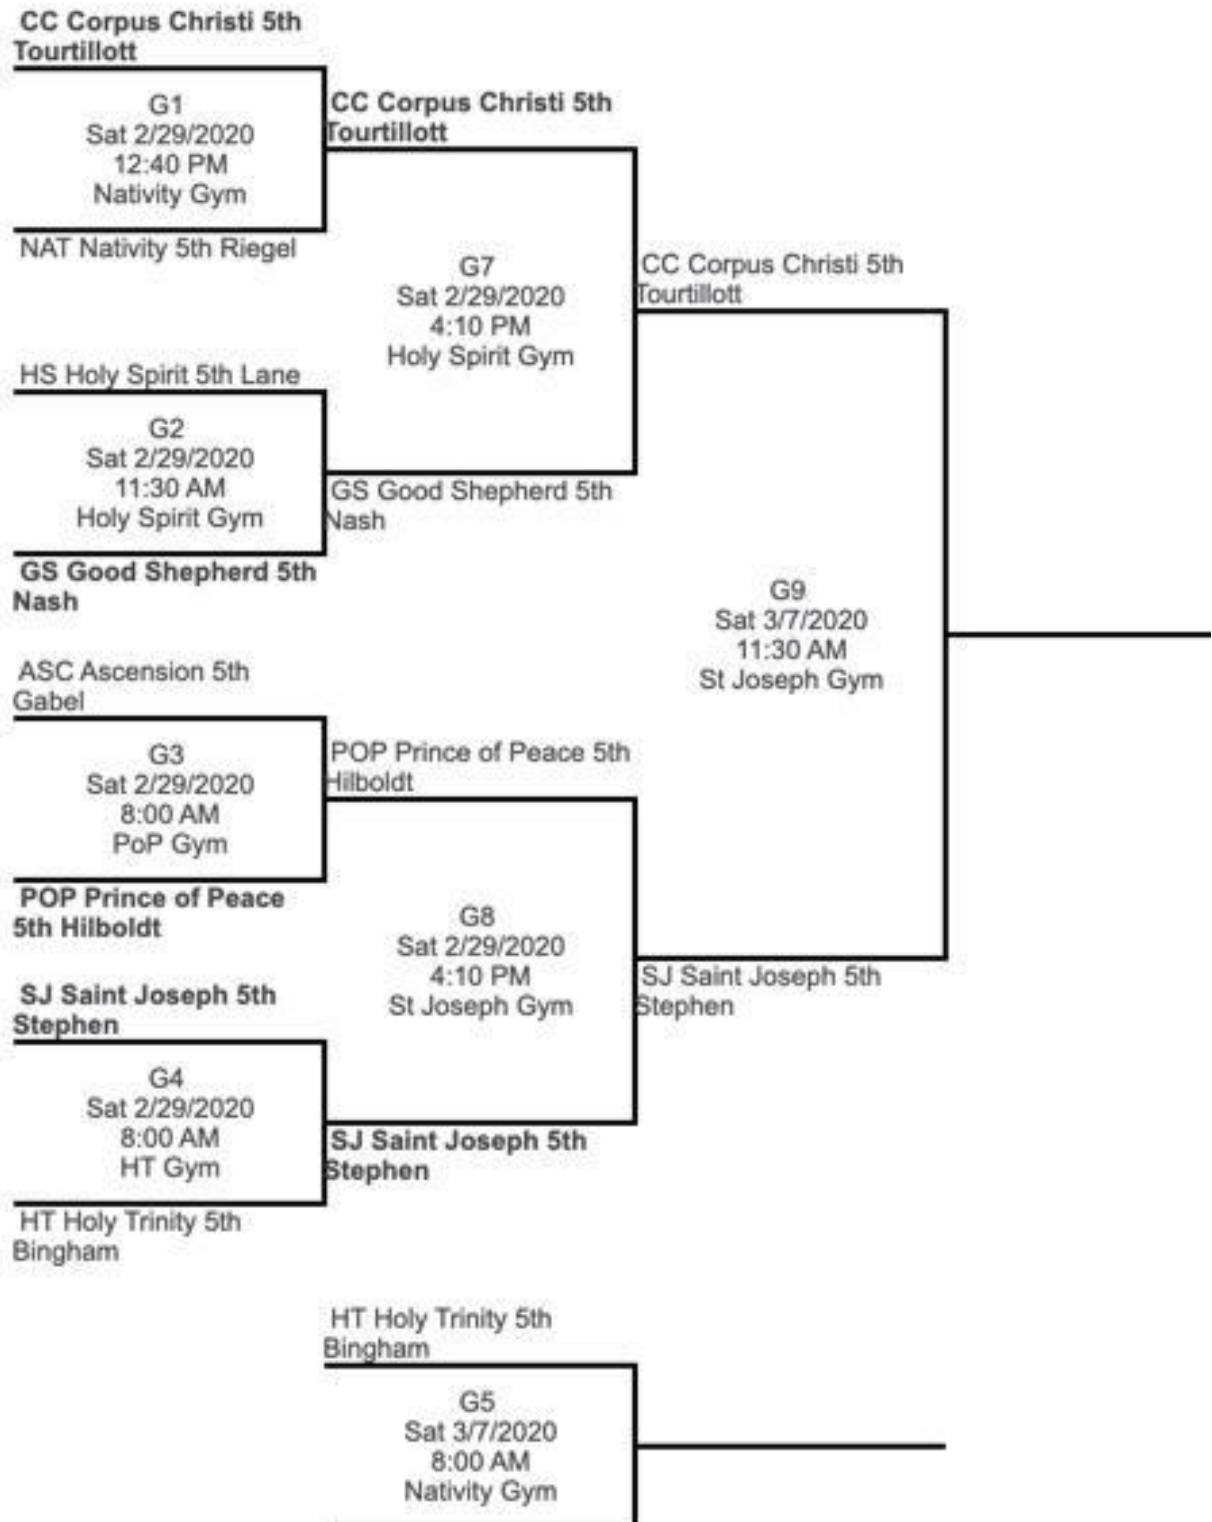 CC Corpus Christi 5th
Tourtillott
G1
Sat 2/29/2020
12:40 PM
Nativity Gym
NAT Nativity 5th Riegel
CC Corpus Christi 5th
Tourtillott
G7
Sat 2/29/2020
4:10 PM
Holy Spirit Gym
CC Corpus Christi 5th
Tourtillott
HS Holy Spirit 5th Lane
G2
Sat 2/29/2020
11:30 AM
Holy Spirit Gym
GS Good Shepherd 5th
Nash
GS Good Shepherd 5th
Nash
G9
Sat 3/7/2020
11:30 AM
St Joseph Gym
ASC Ascension 5th
Gabel
G3
Sat 2/29/2020
8:00 AM
PoP Gym
POP Prince of Peace
5th Hilboldt
POP Prince of Peace 5th
Hilboldt
G8
Sat 2/29/2020
4:10 PM
St Joseph Gym
SJ Saint Joseph 5th
Stephen
SJ Saint Joseph 5th
Stephen
G4
Sat 2/29/2020
8:00 AM
HT Gym
SJ Saint Joseph 5th
Stephen
HT Holy Trinity 5th
Bingham
HT Holy Trinity 5th
Bingham
G5
Sat 3/7/2020
8:00 AM
Nativity Gym